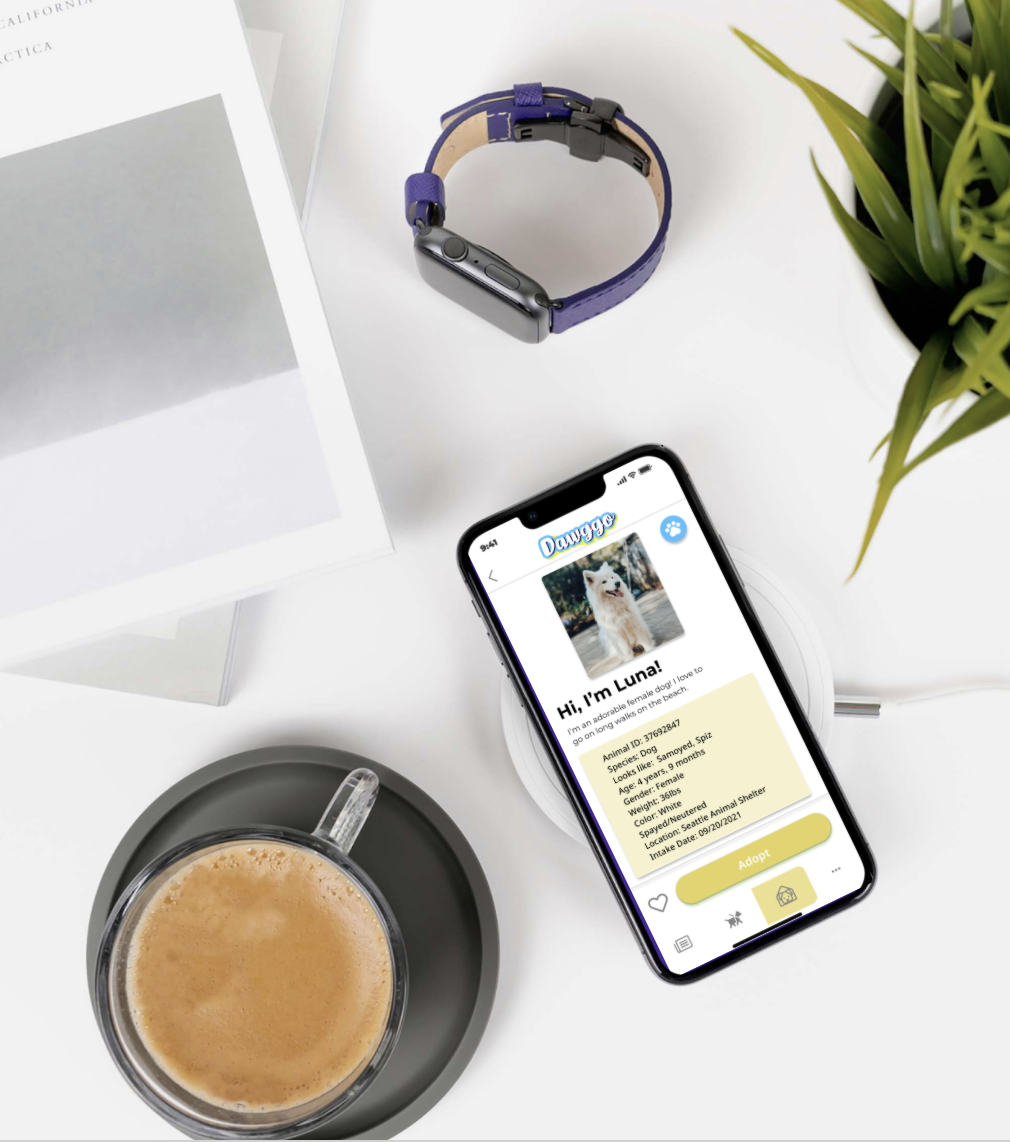 CALIFORNIA
9:41
Dawggo
Hi, I'm Luna!
I'm an adorable female dog! I love to
go on long walks on the beach.
Animal ID: 37692847
Species: Dog
Looks like: Samoyed, Spiz
Age: 4 years, 9 months
Gender: Female
Weight: 36lbs
Color: White
Spayed/Neutered
Location: Seattle Animal Shelter
Intake Date: 09/20/2021
Adopt